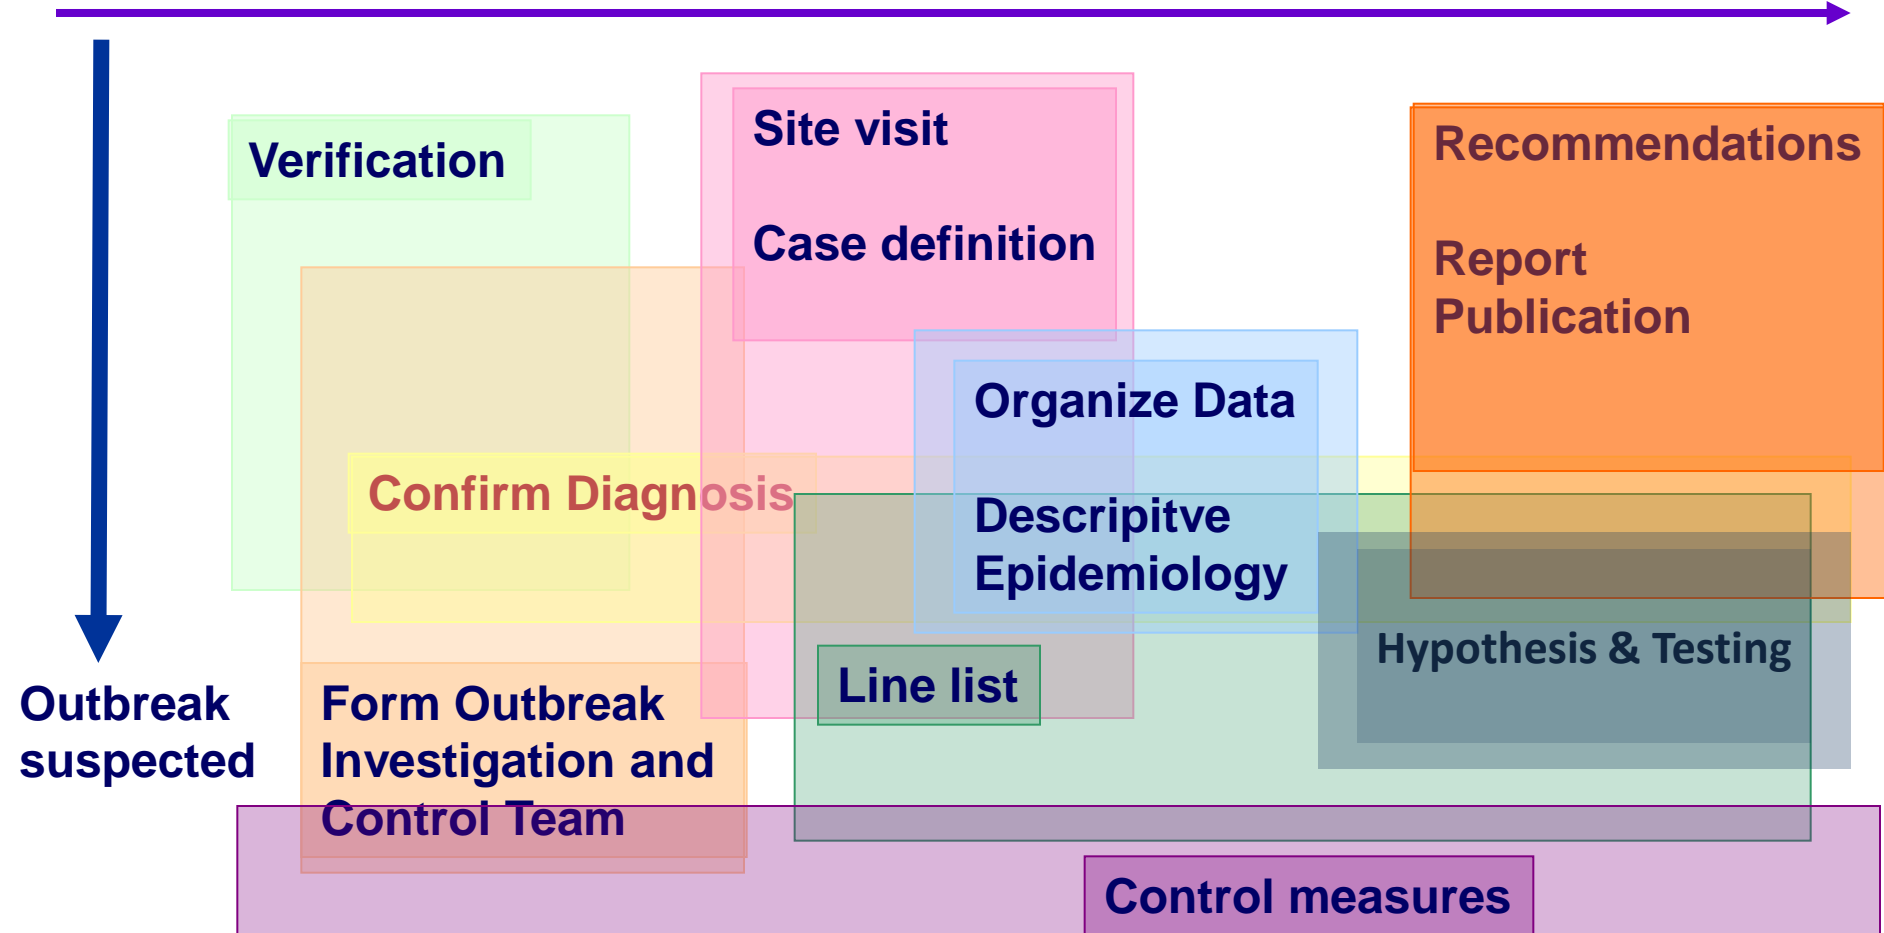 Verification
Site visit
Case definition
Recommendations
Report
Publication
Organize Data
Confirm Diagnosis
Descripitve
Epidemiology
Hypothesis & Testing
Line list
Outbreak
suspected
Form Outbreak
Investigation and
Control Team
Control measures